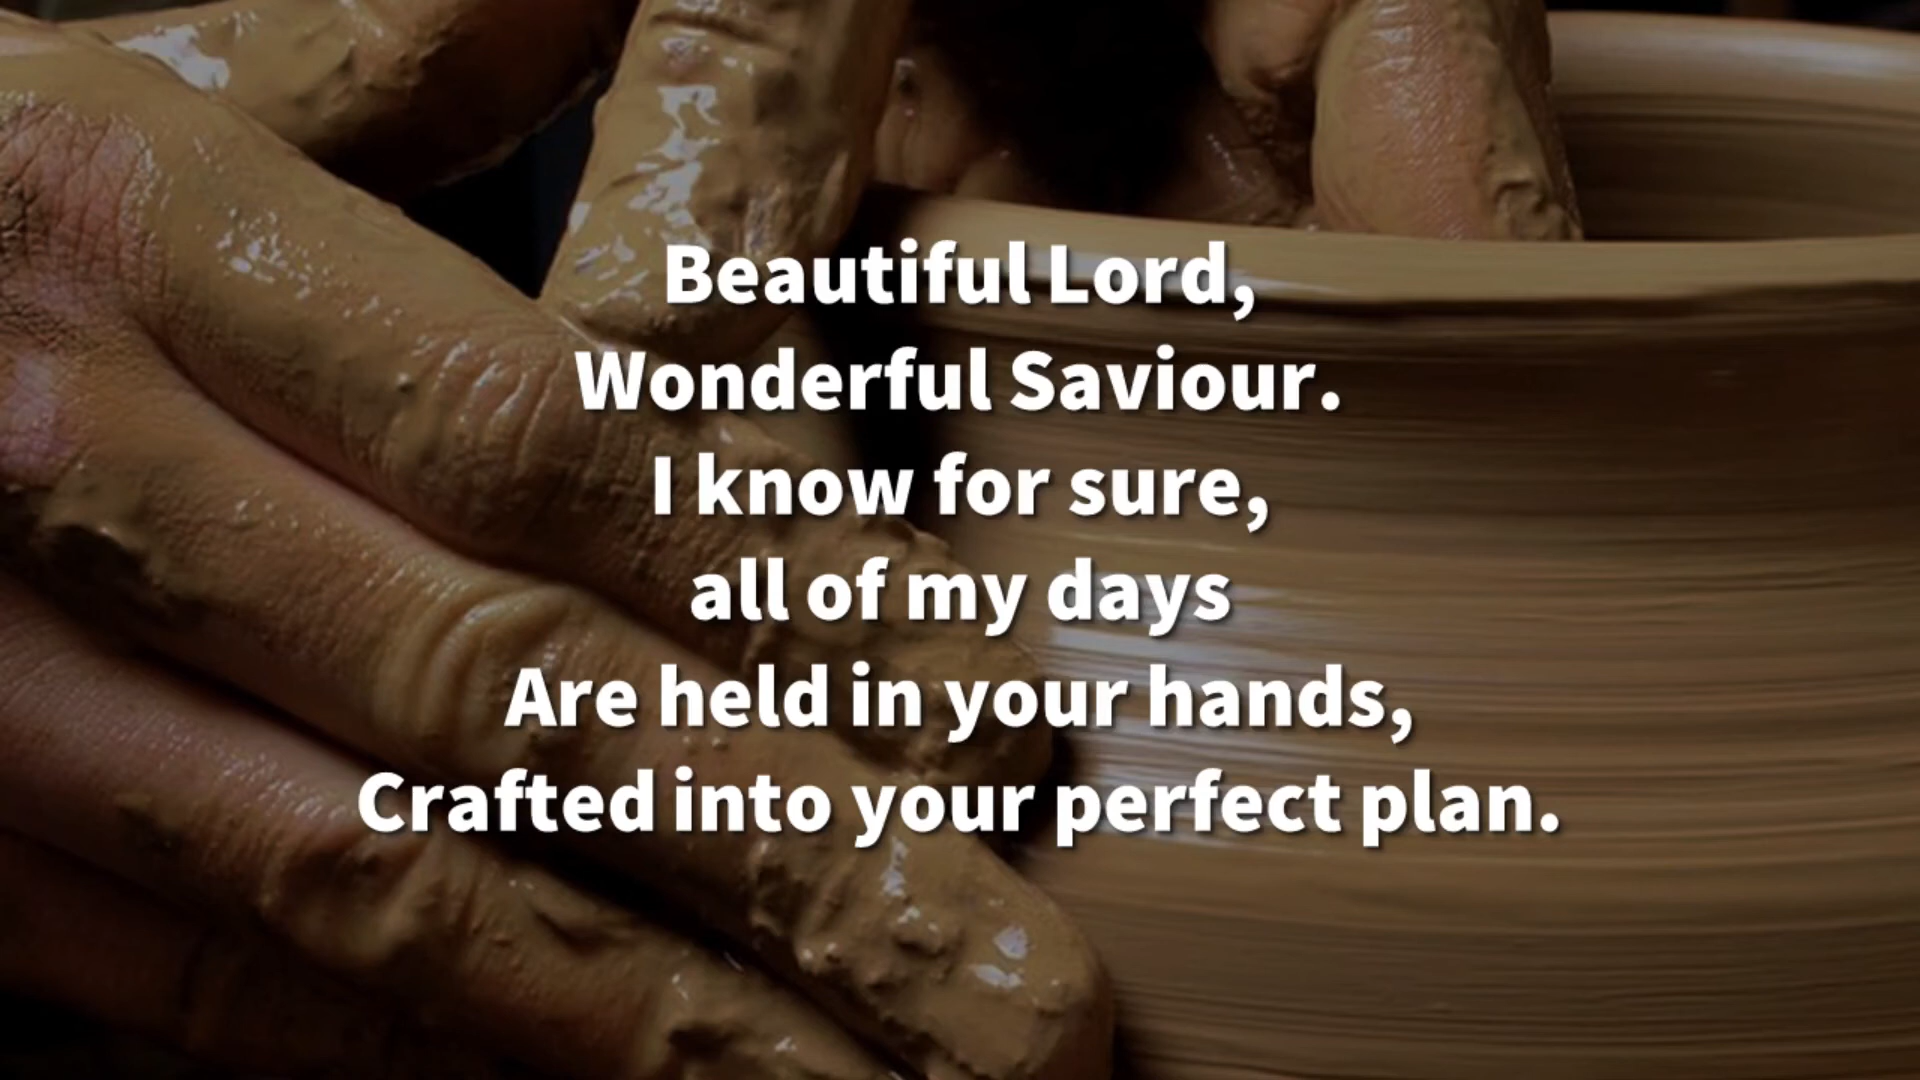 Beautiful Lord,
Wonderful Saviour.
I know for sure,
all of my days
Are held in your hands,
Crafted into your perfect plan.